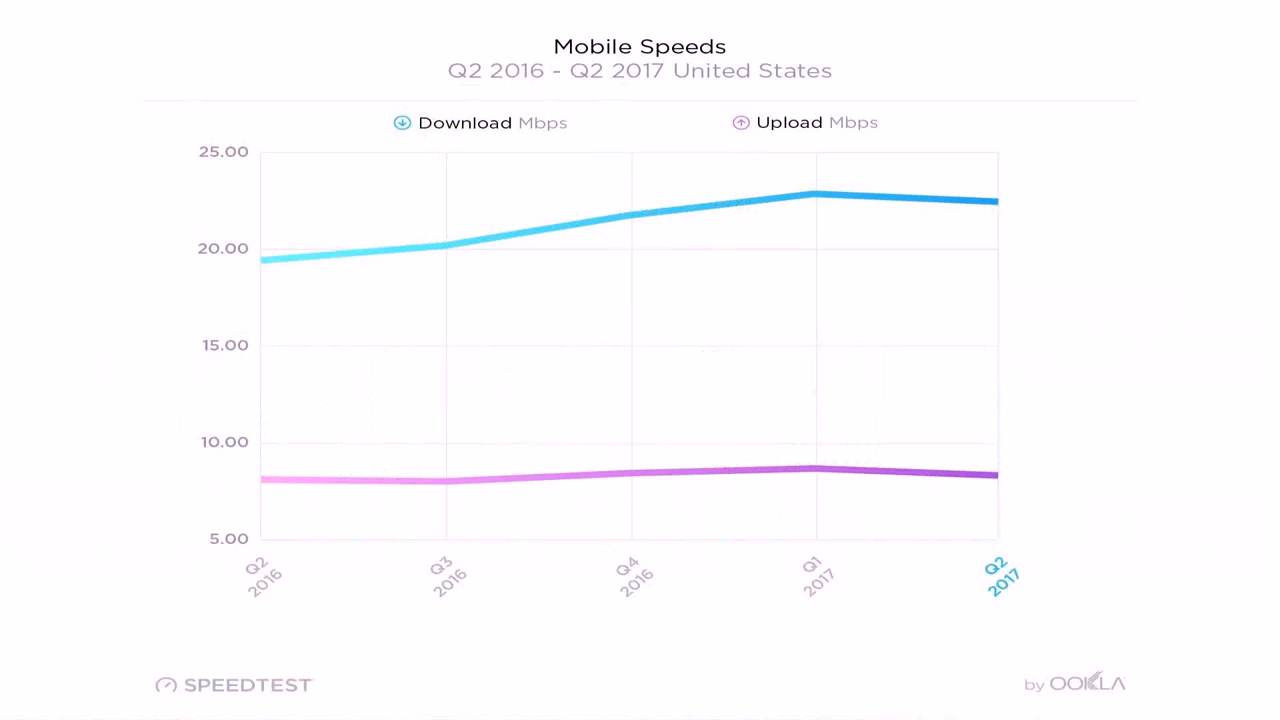 Mobile Speeds
Q2 2016 - Q2 2017 United States
Download Mbps
Upload Mbps
25.00
20.00
15.00
10.00
5.00
Q2
2016
Q3
2016
Q4
2016
Q1
2017
Q2
2017
SPEEDTEST
by OOKLA